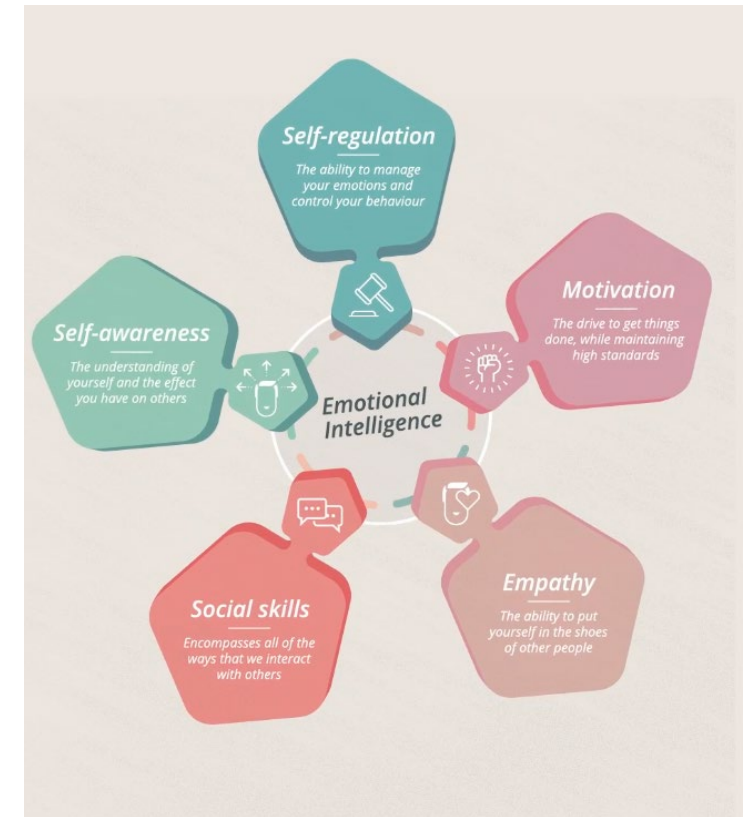 Self-regulation
The ability to manage
your emotions and
control your behaviour
Motivation
The drive to get things
done, while maintaining
high standards
Self-awareness
The understanding of
yourself and the effect
you have on others
Emotional
Intelligence
Empathy
The ability to put
yourself in the shoes
of other people
Social skills
Encompasses all of the
ways that we interact
with others